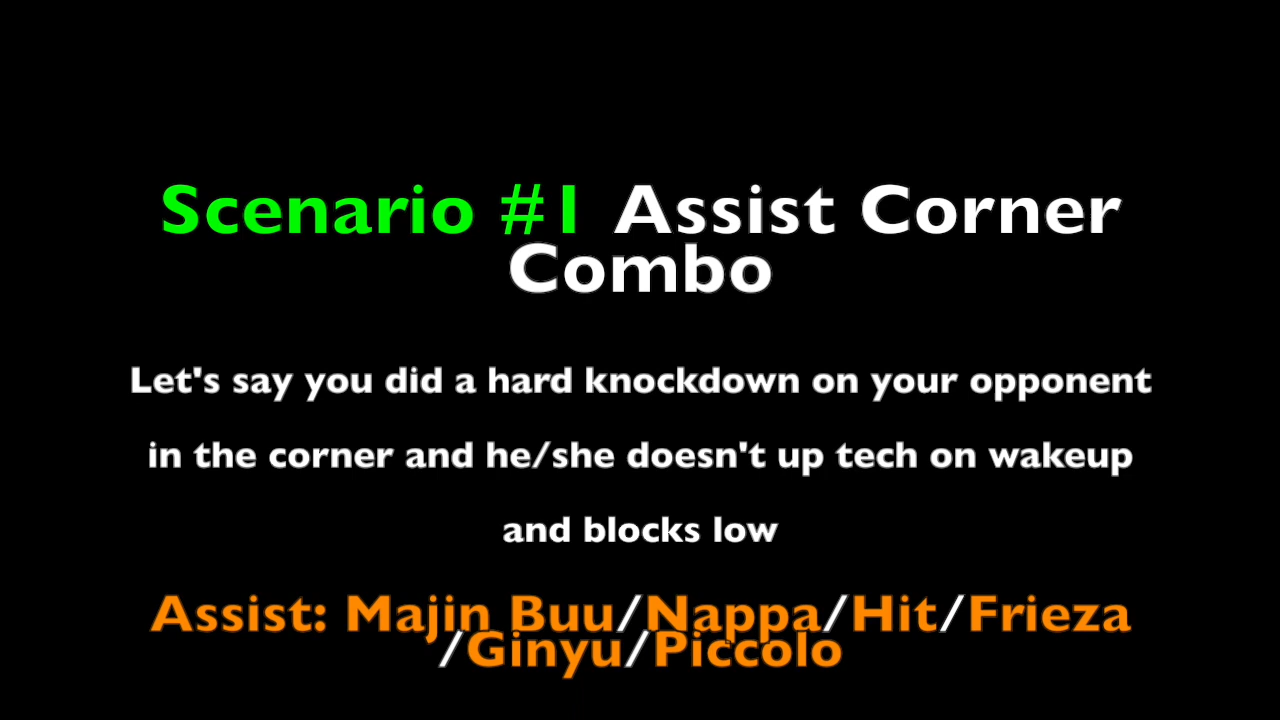 Scenario #1 Assist Corner
Combo
Let's say you did a hard knockdown on your opponent
in the corner and he/she doesn't up tech on wakeup
and blocks low
Assist: Majin Buu/Nappa/Hit/Frieza
/Ginyu/Piccolo